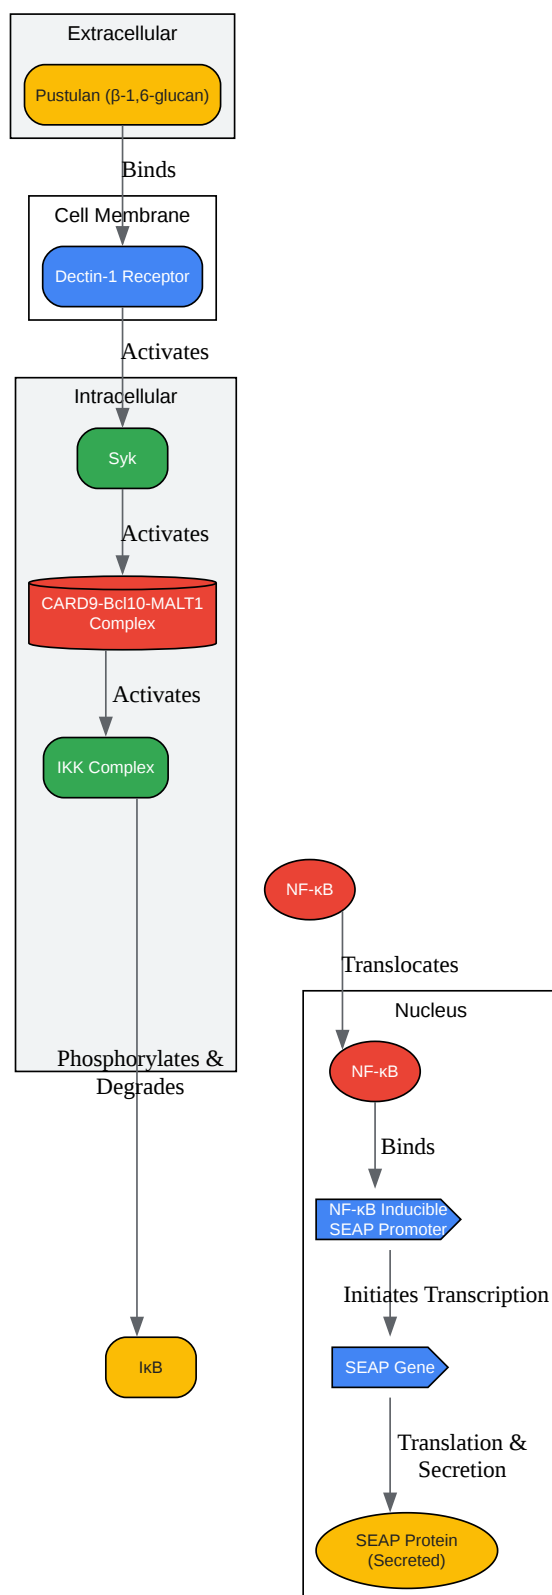 Extracellular
Pustulan (β-1,6-glucan)
Binds
Cell Membrane
Dectin-1 Receptor
Activates
Intracellular
Syk
Activates
CARD9-Bcl10-MALT1
Complex
Activates
IKK Complex
NF-κB
Translocates
Nucleus
Phosphorylates &
Degrades
NF-κB
Binds
NF-κB Inducible
SEAP Promoter
Initiates Transcription
IκB
SEAP Gene
Translation &
Secretion
SEAP Protein
(Secreted)